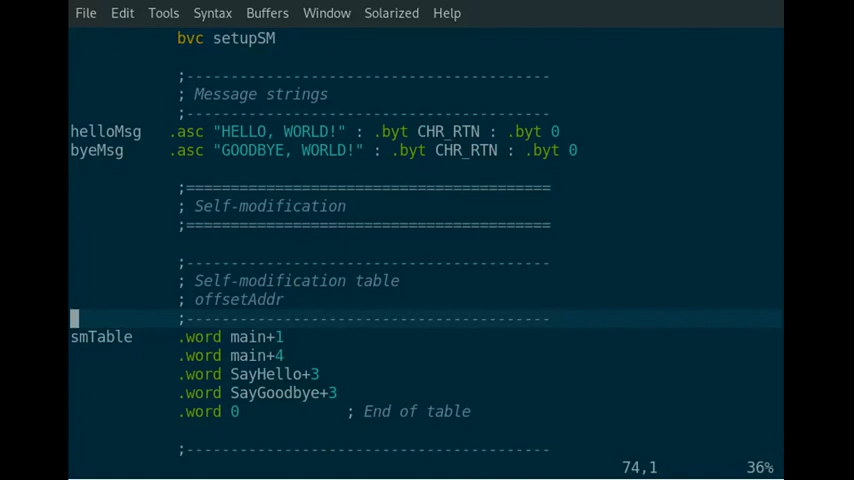 File Edit Tools Syntax Buffers Window Solarized Help
bvc setupSM
;-----------------------------------------
; Message strings
;-----------------------------------------
helloMsg .asc "HELLO, WORLD!" : .byt CHR_RTN : .byt 0
byeMsg .asc "GOODBYE, WORLD!" : .byt CHR_RTN : .byt 0
;=========================================
; Self-modification
;=========================================
;-----------------------------------------
; Self-modification table
; offsetAddr
;-----------------------------------------
smTable .word main+1
.word main+4
.word SayHello+3
.word SayGoodbye+3
.word 0 ; End of table
;-----------------------------------------
74,1 36%